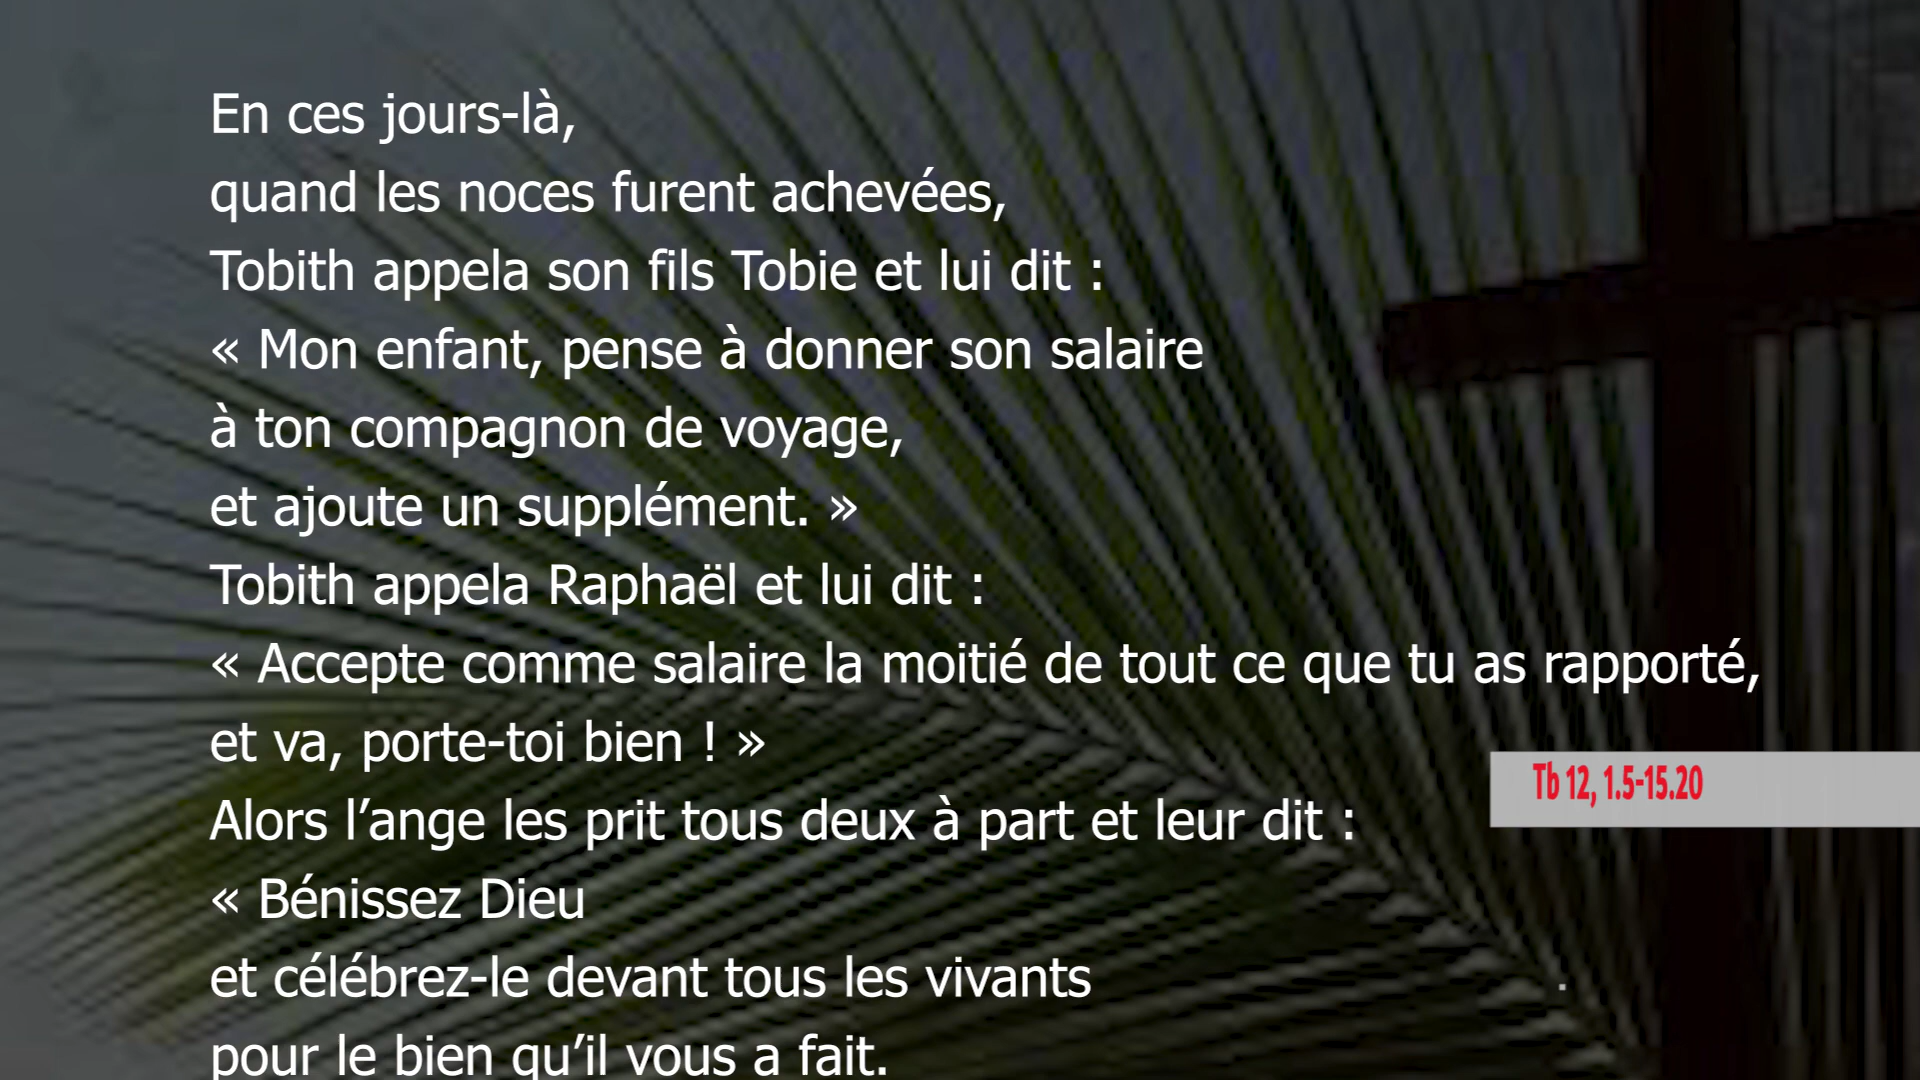 En ces jours-là,
quand les noces furent achevées,
Tobith appela son fils Tobie et lui dit :
« Mon enfant, pense à donner son salaire
à ton compagnon de voyage,
et ajoute un supplément. »
Tobith appela Raphaël et lui dit :
« Accepte comme salaire la moitié de tout ce que tu as rapporté,
et va, porte-toi bien ! »
Tb 12, 1.5-15.20
Alors l’ange les prit tous deux à part et leur dit :
« Bénissez Dieu
et célébrez-le devant tous les vivants
pour le bien qu’il vous a fait.